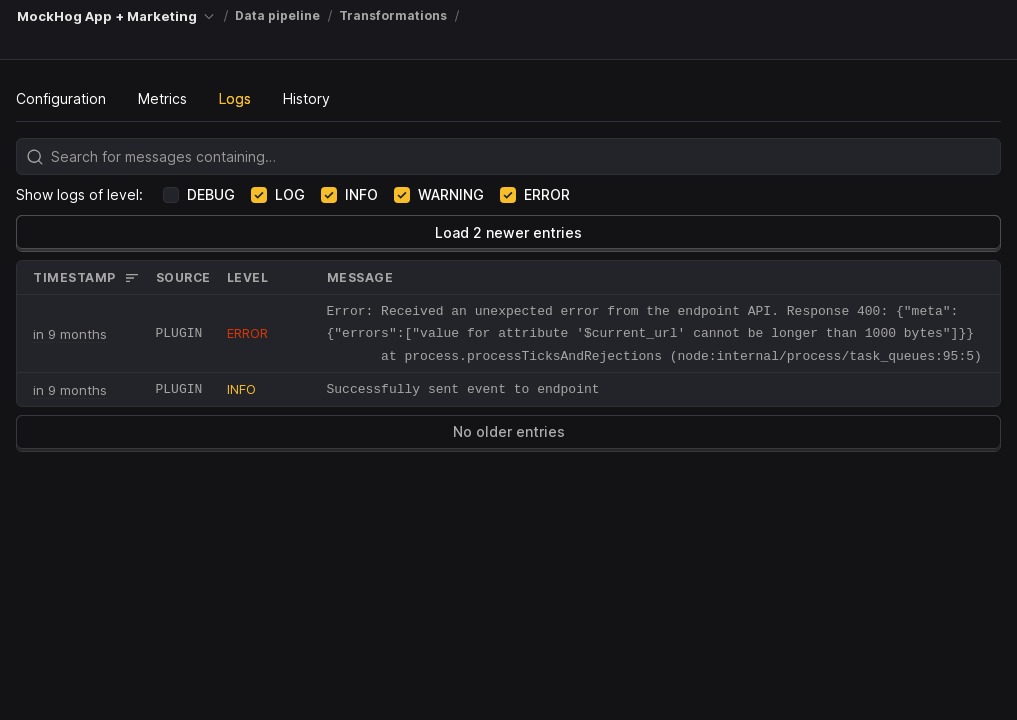 MockHog App + Marketing / Data pipeline / Transformations /
Configuration Metrics Logs History
Search for messages containing…
Show logs of level: DEBUG LOG INFO WARNING ERROR
Load 2 newer entries
TIMESTAMP SOURCE LEVEL MESSAGE
in 9 months PLUGIN ERROR Error: Received an unexpected error from the endpoint API. Response 400: {"meta":
{"errors":["value for attribute '$current_url' cannot be longer than 1000 bytes"]}}
at process.processTicksAndRejections (node:internal/process/task_queues:95:5)
in 9 months PLUGIN INFO Successfully sent event to endpoint
No older entries